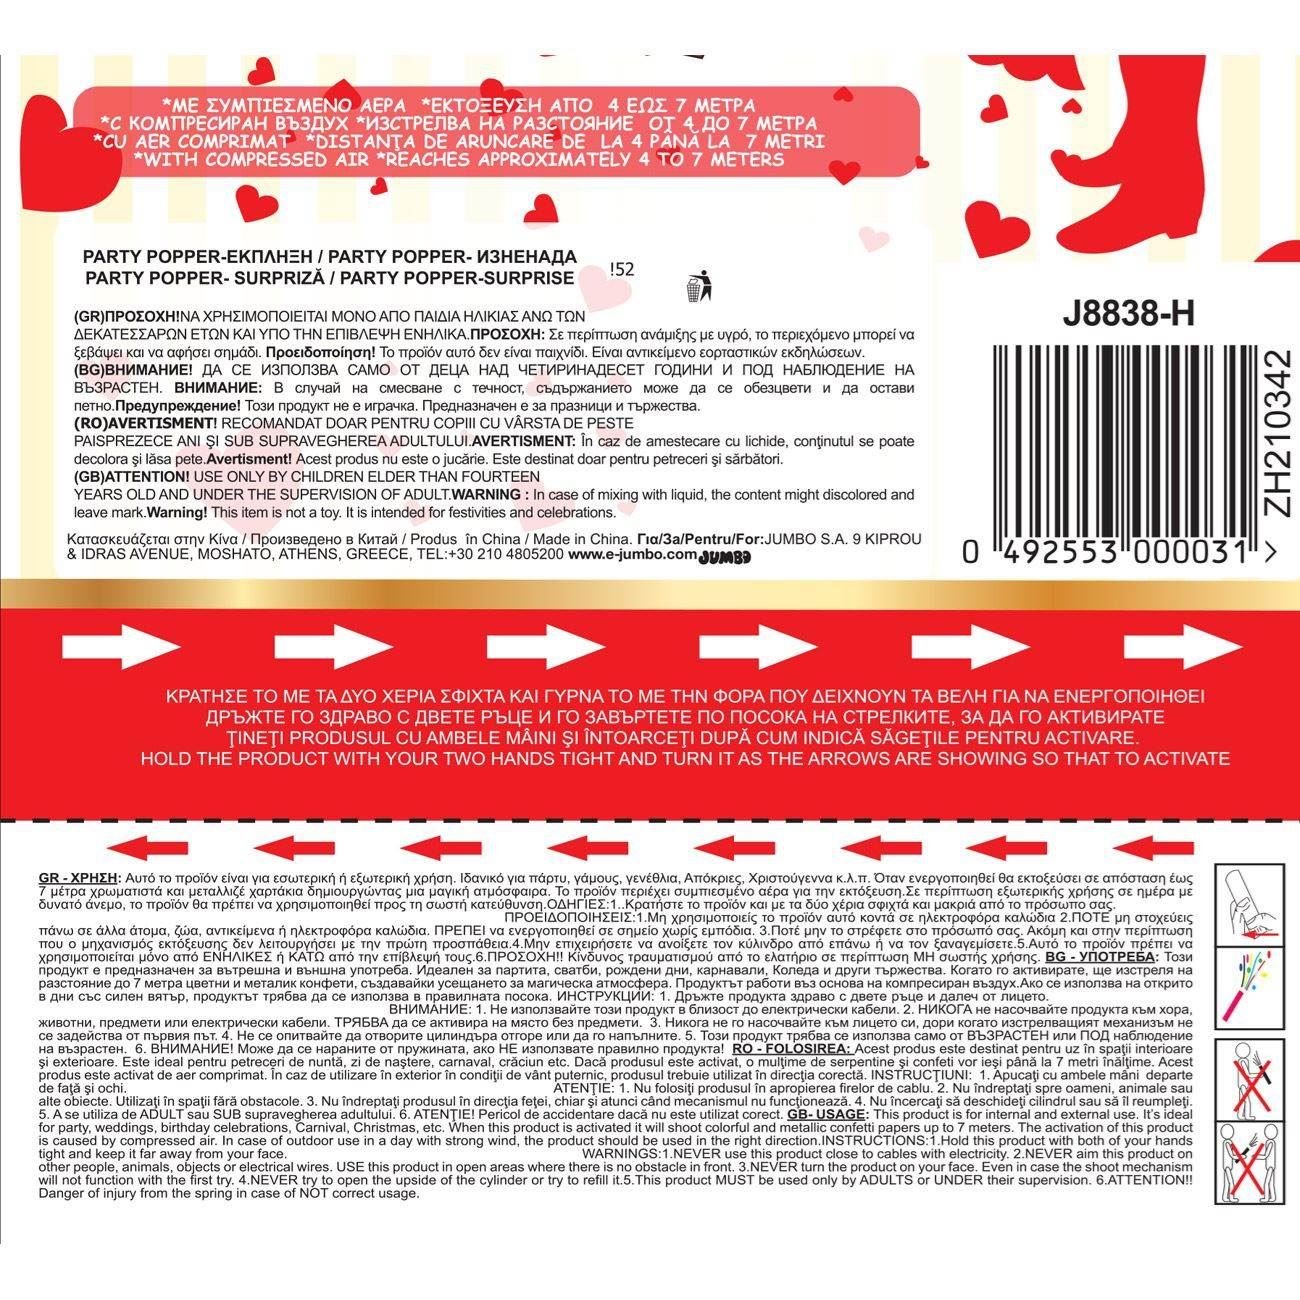 *ΜΕ ΣΥΜΠΙΕΣΜΕΝΟ ΑΕΡΑ *ΕΚΤΟΞΕΥΣΗ ΑΠΟ 4 ΕΩΣ 7 ΜΕΤΡΑ
*С КОМПРЕСИРАН ВЪЗДУХ *ИЗСТРЕЛВА НА РАЗСТОЯНИЕ ОТ 4 ДО 7 МЕТРА
*CU AER COMPRIMAT *DISTANŢA DE ARUNCARE DE LA 4 PÂNĂ LA 7 METRI
*WITH COMPRESSED AIR *REACHES APPROXIMATELY 4 TO 7 METERS
PARTY POPPER-ΕΚΠΛΗΞΗ / PARTY POPPER- ИЗНЕНАДА
PARTY POPPER- SURPRIZĂ / PARTY POPPER-SURPRISE
!52
(GR)ΠΡΟΣΟΧΗ!ΝΑ ΧΡΗΣΙΜΟΠΟΙΕΙΤΑΙ ΜΟΝΟ ΑΠΟ ΠΑΙΔΙΑ ΗΛΙΚΙΑΣ ΑΝΩ ΤΩΝ
ΔΕΚΑΤΕΣΣΑΡΩΝ ΕΤΩΝ ΚΑΙ ΥΠΟ ΤΗΝ ΕΠΙΒΛΕΨΗ ΕΝΗΛΙΚΑ.ΠΡΟΣΟΧΗ: Σε περίπτωση ανάμιξης με υγρό, το περιεχόμενο μπορεί να
ξεβάψει και να αφήσει σημάδι. Προειδοποίηση! Το προϊόν αυτό δεν είναι παιχνίδι. Είναι αντικείμενο εορταστικών εκδηλώσεων.
(BG)ВНИМАНИЕ! ДА СЕ ИЗПОЛЗВА САМО ОТ ДЕЦА НАД ЧЕТИРИНАДЕСЕТ ГОДИНИ И ПОД НАБЛЮДЕНИЕ НА
ВЪЗРАСТЕН. ВНИМАНИЕ: В случай на смесване с течност, съдържанието може да се обезцвети и да остави
петно.Предупреждение! Този продукт не е играчка. Предназначен е за празници и тържества.
(RO)AVERTISMENT! RECOMANDAT DOAR PENTRU COPIII CU VÂRSTA DE PESTE
PAISPREZECE ANI ŞI SUB SUPRAVEGHEREA ADULTULUI.AVERTISMENT: În caz de amestecare cu lichide, conţinutul se poate
decolora şi lăsa pete.Avertisment! Acest produs nu este o jucărie. Este destinat doar pentru petreceri şi sărbători.
(GB)ATTENTION! USE ONLY BY CHILDREN ELDER THAN FOURTEEN
YEARS OLD AND UNDER THE SUPERVISION OF ADULT.WARNING : In case of mixing with liquid, the content might discolored and
leave mark.Warning! This item is not a toy. It is intended for festivities and celebrations.
Κατασκευάζεται στην Κίνα / Произведено в Китай / Produs în China / Made in China. Για/За/Pentru/For:JUMBO S.A. 9 KIPROU
& IDRAS AVENUE, MOSHATO, ATHENS, GREECE, TEL:+30 210 4805200 www.e-jumbo.com JUMBO
J8838-H
ZH210342
0 492553 000031 >
ΚΡΑΤΗΣΕ ΤΟ ΜΕ ΤΑ ΔΥΟ ΧΕΡΙΑ ΣΦΙΧΤΑ ΚΑΙ ΓΥΡΝΑ ΤΟ ΜΕ ΤΗΝ ΦΟΡΑ ΠΟΥ ΔΕΙΧΝΟΥΝ ΤΑ ΒΕΛΗ ΓΙΑ ΝΑ ΕΝΕΡΓΟΠΟΙΗΘΕΙ
ДРЪЖТЕ ГО ЗДРАВО С ДВЕТЕ РЪЦЕ И ГО ЗАВЪРТЕТЕ ПО ПОСОКА НА СТРЕЛКИТЕ, ЗА ДА ГО АКТИВИРАТЕ
ŢINEŢI PRODUSUL CU AMBELE MÂINI ŞI ÎNTOARCEŢI DUPĂ CUM INDICĂ SĂGEŢILE PENTRU ACTIVARE.
HOLD THE PRODUCT WITH YOUR TWO HANDS TIGHT AND TURN IT AS THE ARROWS ARE SHOWING SO THAT TO ACTIVATE
GR - ΧΡΗΣΗ: Αυτό το προϊόν είναι για εσωτερική ή εξωτερική χρήση. Ιδανικό για πάρτυ, γάμους, γενέθλια, Απόκριες, Χριστούγεννα κ.λ.π. Όταν ενεργοποιηθεί θα εκτοξεύσει σε απόσταση έως
7 μέτρα χρωματιστά και μεταλλιζέ χαρτάκια δημιουργώντας μια μαγική ατμόσφαιρα. Το προϊόν περιέχει συμπιεσμένο αέρα για την εκτόξευση.Σε περίπτωση εξωτερικής χρήσης σε ημέρα με
δυνατό άνεμο, το προϊόν θα πρέπει να χρησιμοποιηθεί προς τη σωστή κατεύθυνση.ΟΔΗΓΙΕΣ:1..Κρατήστε το προϊόν και με τα δύο χέρια σφιχτά και μακριά από το πρόσωπο σας.
ΠΡΟΕΙΔΟΠΟΙΗΣΕΙΣ:1.Μη χρησιμοποιείς το προϊόν αυτό κοντά σε ηλεκτροφόρα καλώδια 2.ΠΟΤΕ μη στοχεύεις
πάνω σε άλλα άτομα, ζώα, αντικείμενα ή ηλεκτροφόρα καλώδια. ΠΡΕΠΕΙ να ενεργοποιηθεί σε σημείο χωρίς εμπόδια. 3.Ποτέ μην το στρέφετε στο πρόσωπό σας. Ακόμη και στην περίπτωση
που ο μηχανισμός εκτόξευσης δεν λειτουργήσει με την πρώτη προσπάθεια.4.Μην επιχειρήσετε να ανοίξετε τον κύλινδρο από επάνω ή να τον ξαναγεμίσετε.5.Αυτό το προϊόν πρέπει να
χρησιμοποιείται μόνο από ΕΝΗΛΙΚΕΣ ή ΚΑΤΩ από την επίβλεψή τους.6.ΠΡΟΣΟΧΗ!! Κίνδυνος τραυματισμού από το ελατήριο σε περίπτωση ΜΗ σωστής χρήσης. BG - УПОТРЕБА: Този
продукт е предназначен за вътрешна и външна употреба. Идеален за партита, сватби, рождени дни, карнавали, Коледа и други тържества. Когато го активирате, ще изстреля на
разстояние до 7 метра цветни и металик конфети, създавайки усещането за магическа атмосфера. Продуктът работи въз основа на компресиран въздух.Ако се използва на открито
в дни със силен вятър, продуктът трябва да се използва в правилната посока. ИНСТРУКЦИИ: 1. Дръжте продукта здраво с двете ръце и далеч от лицето.
ВНИМАНИЕ: 1. Не използвайте този продукт в близост до електрически кабели. 2. НИКОГА не насочвайте продукта към хора,
животни, предмети или електрически кабели. ТРЯБВА да се активира на място без предмети. 3. Никога не го насочвайте към лицето си, дори когато изстрелващият механизъм не
се задейства от първия път. 4. Не се опитвайте да отворите цилиндъра отгоре или да го напълните. 5. Този продукт трябва да се използва само от ВЪЗРАСТЕН или ПОД наблюдение
на възрастен. 6. ВНИМАНИЕ! Може да се нараните от пружината, ако НЕ използвате правилно продукта! RO - FOLOSIREA: Acest produs este destinat pentru uz în spaţii interioare
şi exterioare. Este ideal pentru petreceri de nuntă, zi de naştere, carnaval, crăciun etc. Dacă produsul este activat, o mulţime de serpentine şi confeti vor ieşi până la 7 metri înălţime. Acest
produs este activat de aer comprimat. În caz de utilizare în exterior în condiţii de vânt puternic, produsul trebuie utilizat în direcţia corectă. INSTRUCŢIUNI: 1. Apucaţi cu ambele mâini departe
de faţă şi ochi.
ATENŢIE: 1. Nu folosiţi produsul în apropierea firelor de cablu. 2. Nu îndreptaţi spre oameni, animale sau
alte obiecte. Utilizaţi în spaţii fără obstacole. 3. Nu îndreptaţi produsul în direcţia feţei, chiar şi atunci când mecanismul nu funcţionează. 4. Nu încercaţi să deschideţi cilindrul sau să îl reumpleţi.
5. A se utiliza de ADULT sau SUB supravegherea adultului. 6. ATENŢIE! Pericol de accidentare dacă nu este utilizat corect. GB- USAGE: This product is for internal and external use. It's ideal
for party, weddings, birthday celebrations, Carnival, Christmas, etc. When this product is activated it will shoot colorful and metallic confetti papers up to 7 meters. The activation of this product
is caused by compressed air. In case of outdoor use in a day with strong wind, the product should be used in the right direction.INSTRUCTIONS:1.Hold this product with both of your hands
tight and keep it far away from your face.
WARNINGS:1.NEVER use this product close to cables with electricity. 2.NEVER aim this product on
other people, animals, objects or electrical wires. USE this product in open areas where there is no obstacle in front. 3.NEVER turn the product on your face. Even in case the shoot mechanism
will not function with the first try. 4.NEVER try to open the upside of the cylinder or try to refill it.5.This product MUST be used only by ADULTS or UNDER their supervision. 6.ATTENTION!!
Danger of injury from the spring in case of NOT correct usage.